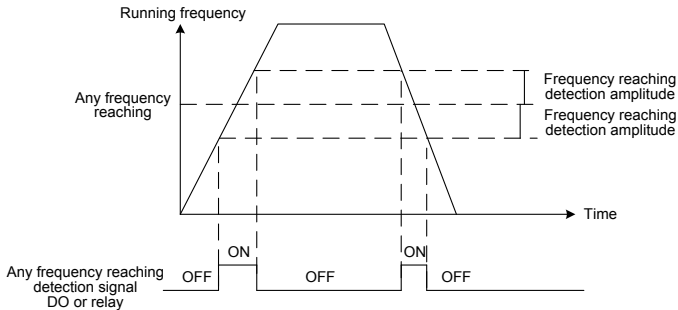 Running frequency
Any frequency
reaching
Frequency reaching
detection amplitude
Frequency reaching
detection amplitude
Time
Any frequency reaching
detection signal
DO or relay
OFF
ON
OFF
ON
OFF